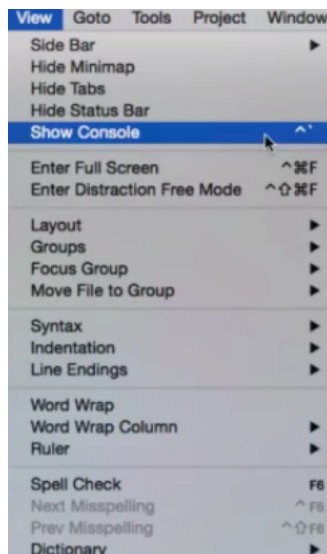 View Goto Tools Project Window
Side Bar ▶
Hide Minimap
Hide Tabs
Hide Status Bar
Show Console ^`
Enter Full Screen ^⌘F
Enter Distraction Free Mode ^⇧⌘F
Layout ▶
Groups ▶
Focus Group ▶
Move File to Group ▶
Syntax ▶
Indentation ▶
Line Endings ▶
Word Wrap
Word Wrap Column ▶
Ruler ▶
Spell Check F6
Next Misspelling ^F6
Prev Misspelling ^⇧F6
Dictionary ▶